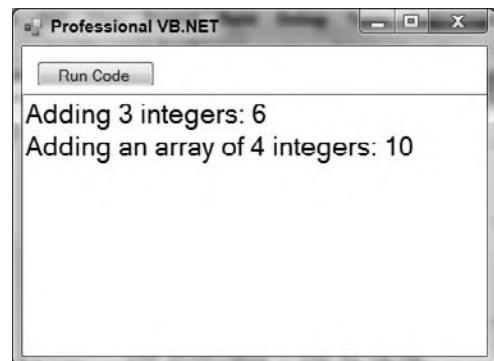 Professional VB.NET
Run Code
Adding 3 integers: 6
Adding an array of 4 integers: 10